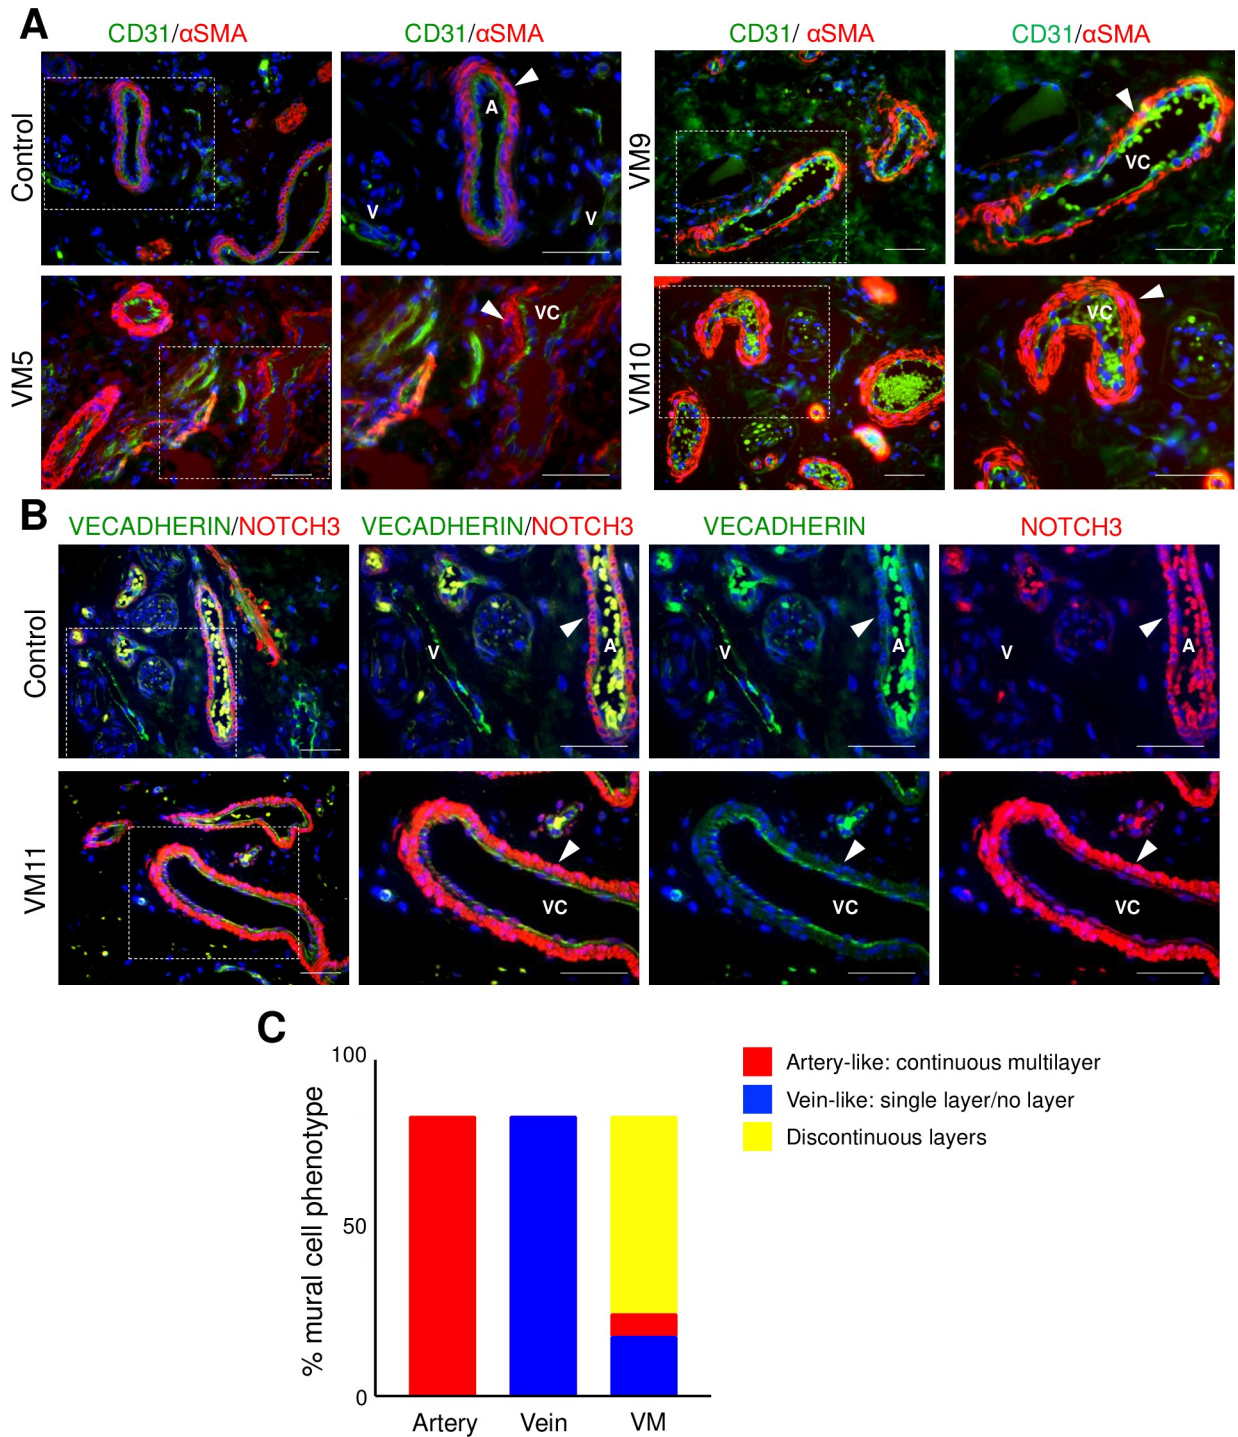 A
CD31/αSMA
CD31/αSMA
CD31/ αSMA
CD31/αSMA
Control
A
V
V
VM9
VC
VM5
VC
VM10
VC
B
VECADHERIN/NOTCH3
VECADHERIN/NOTCH3
VECADHERIN
NOTCH3
Control
V
A
V
A
V
A
VM11
VC
VC
VC
C
% mural cell phenotype
100
50
0
Artery
Vein
VM
Artery-like: continuous multilayer
Vein-like: single layer/no layer
Discontinuous layers